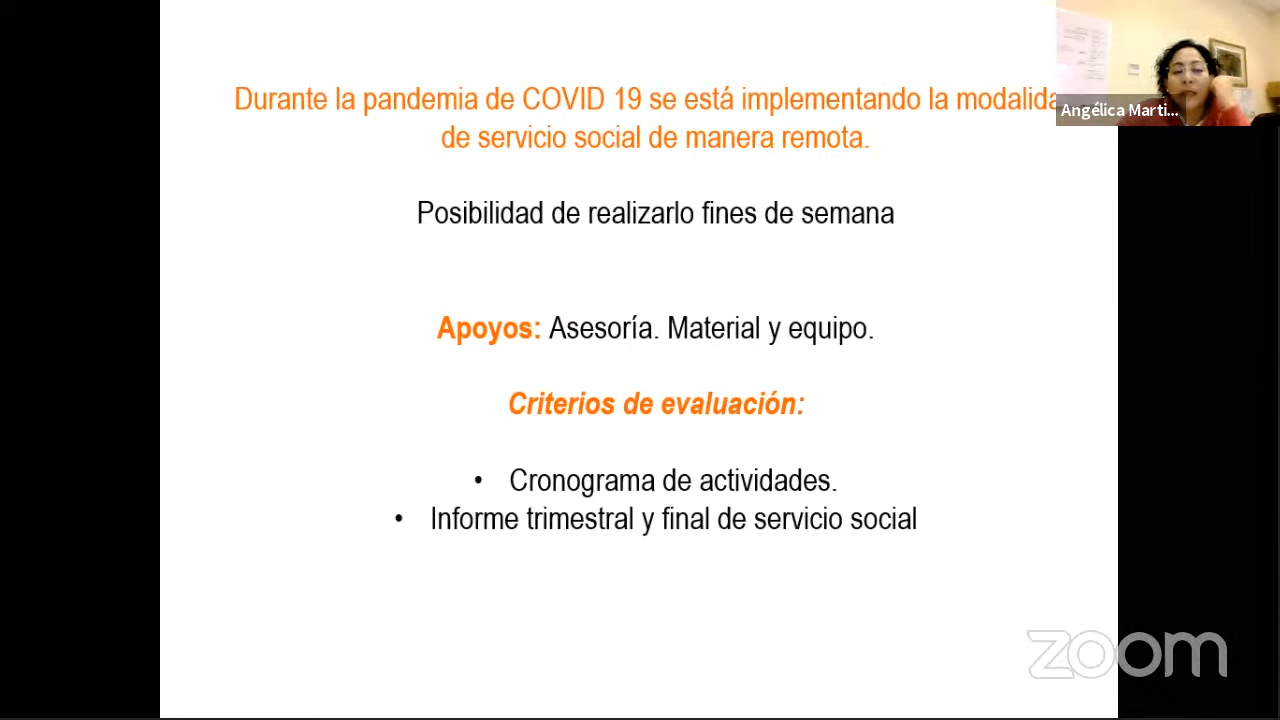 Durante la pandemia de COVID 19 se está implementando la modalida
de servicio social de manera remota.
Posibilidad de realizarlo fines de semana
Apoyos: Asesoría. Material y equipo.
Criterios de evaluación:
• Cronograma de actividades.
• Informe trimestral y final de servicio social
Angélica Marti...
zoom